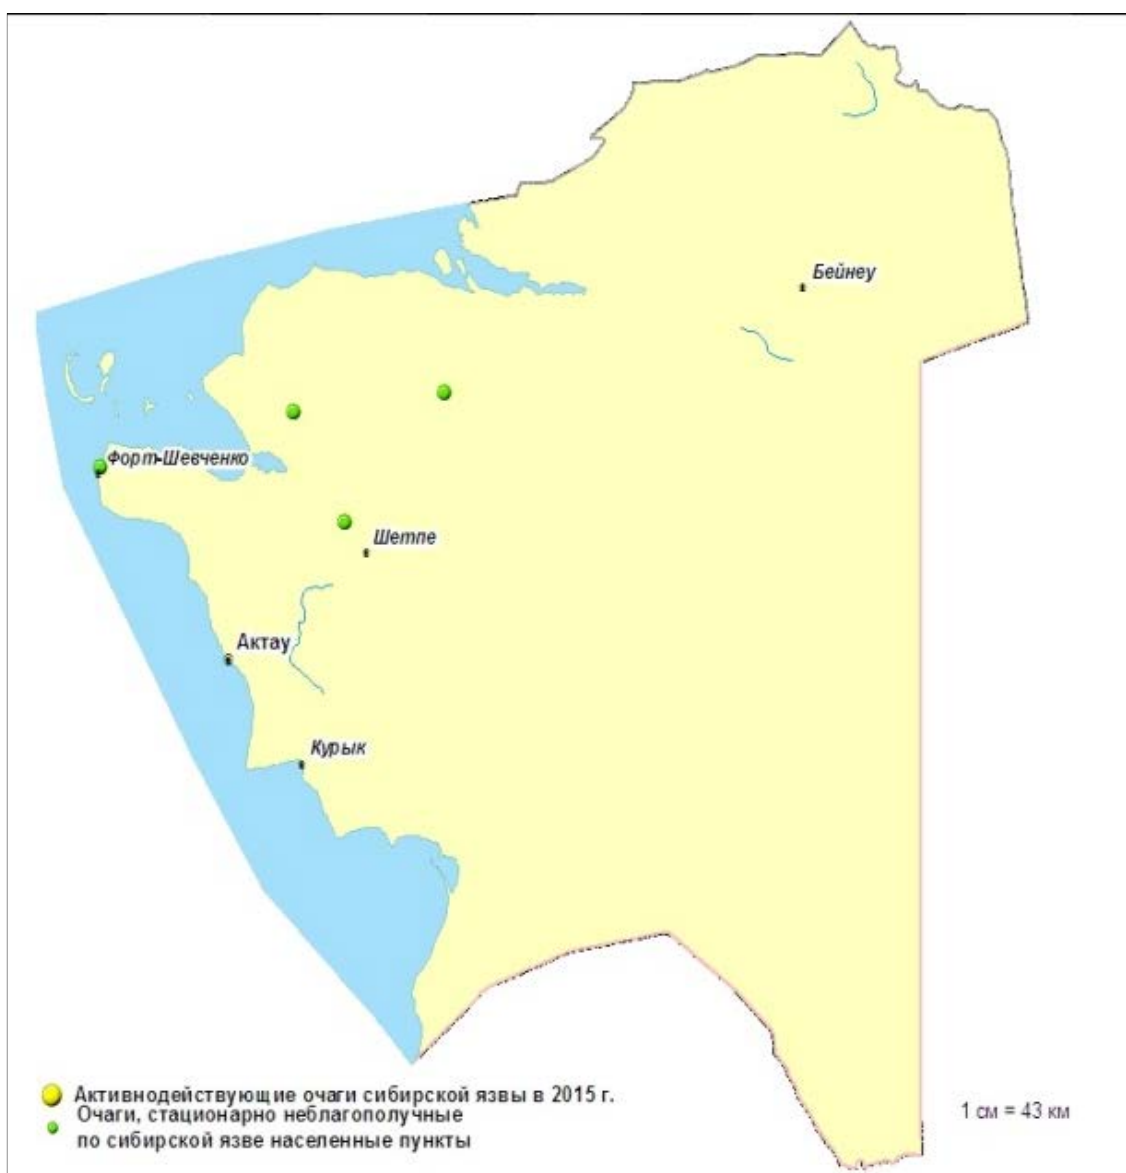 Бейнеу
Форт-Шевченко
Шетпе
Актау
Курык
Активнодействующие очаги сибирской язвы в 2015 г.
Очаги, стационарно неблагополучные
по сибирской язве населенные пункты
1 см = 43 км